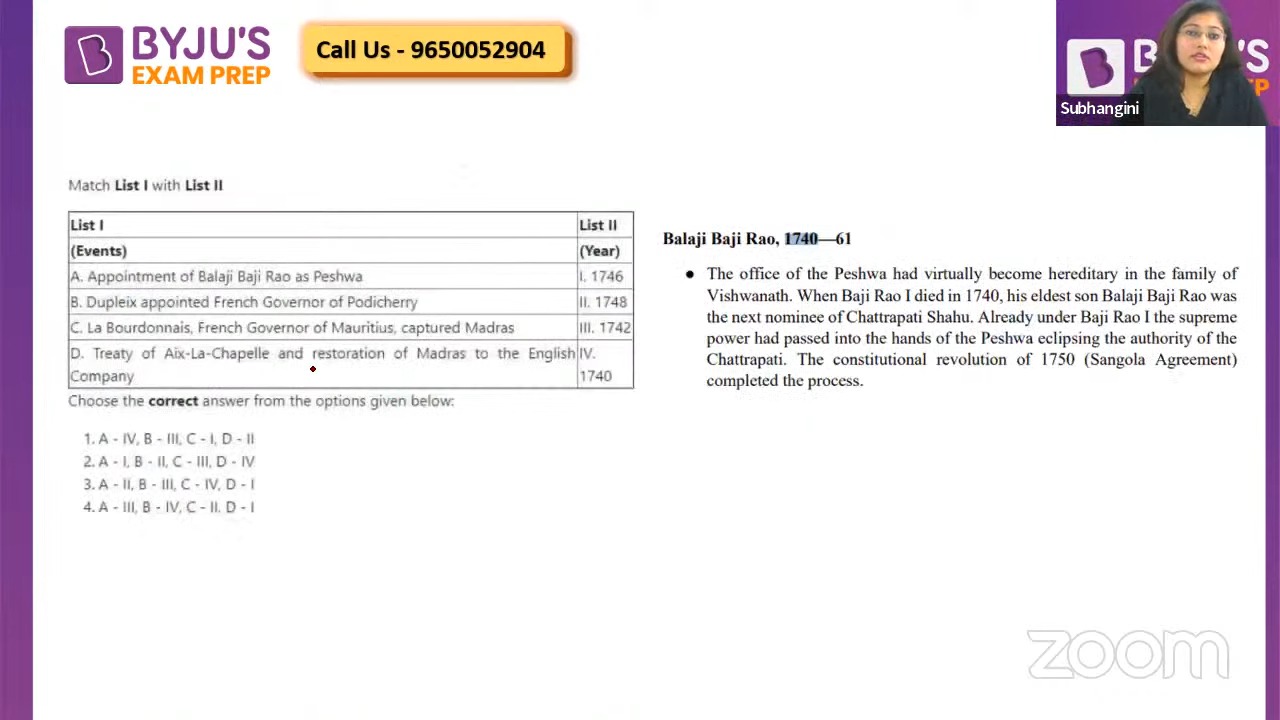 BYJU'S
EXAM PREP
Call Us - 9650052904
Subhangini
Match List I with List II
List I
List II
(Events)
(Year)
A. Appointment of Balaji Baji Rao as Peshwa
I. 1746
B. Dupleix appointed French Governor of Podicherry
II. 1748
C. La Bourdonnais, French Governor of Mauritius, captured Madras
III. 1742
D. Treaty of Aix-La-Chapelle and restoration of Madras to the English
IV.
Company
1740
Choose the correct answer from the options given below:
1. A - IV, B - III, C - I, D - II
2. A - I, B - II, C - III, D - IV
3. A - II, B - III, C - IV, D - I
4. A - III, B - IV, C - II. D - I
Balaji Baji Rao, 1740—61
● The office of the Peshwa had virtually become hereditary in the family of
Vishwanath. When Baji Rao I died in 1740, his eldest son Balaji Baji Rao was
the next nominee of Chattrapati Shahu. Already under Baji Rao I the supreme
power had passed into the hands of the Peshwa eclipsing the authority of the
Chattrapati. The constitutional revolution of 1750 (Sangola Agreement)
completed the process.
zoom